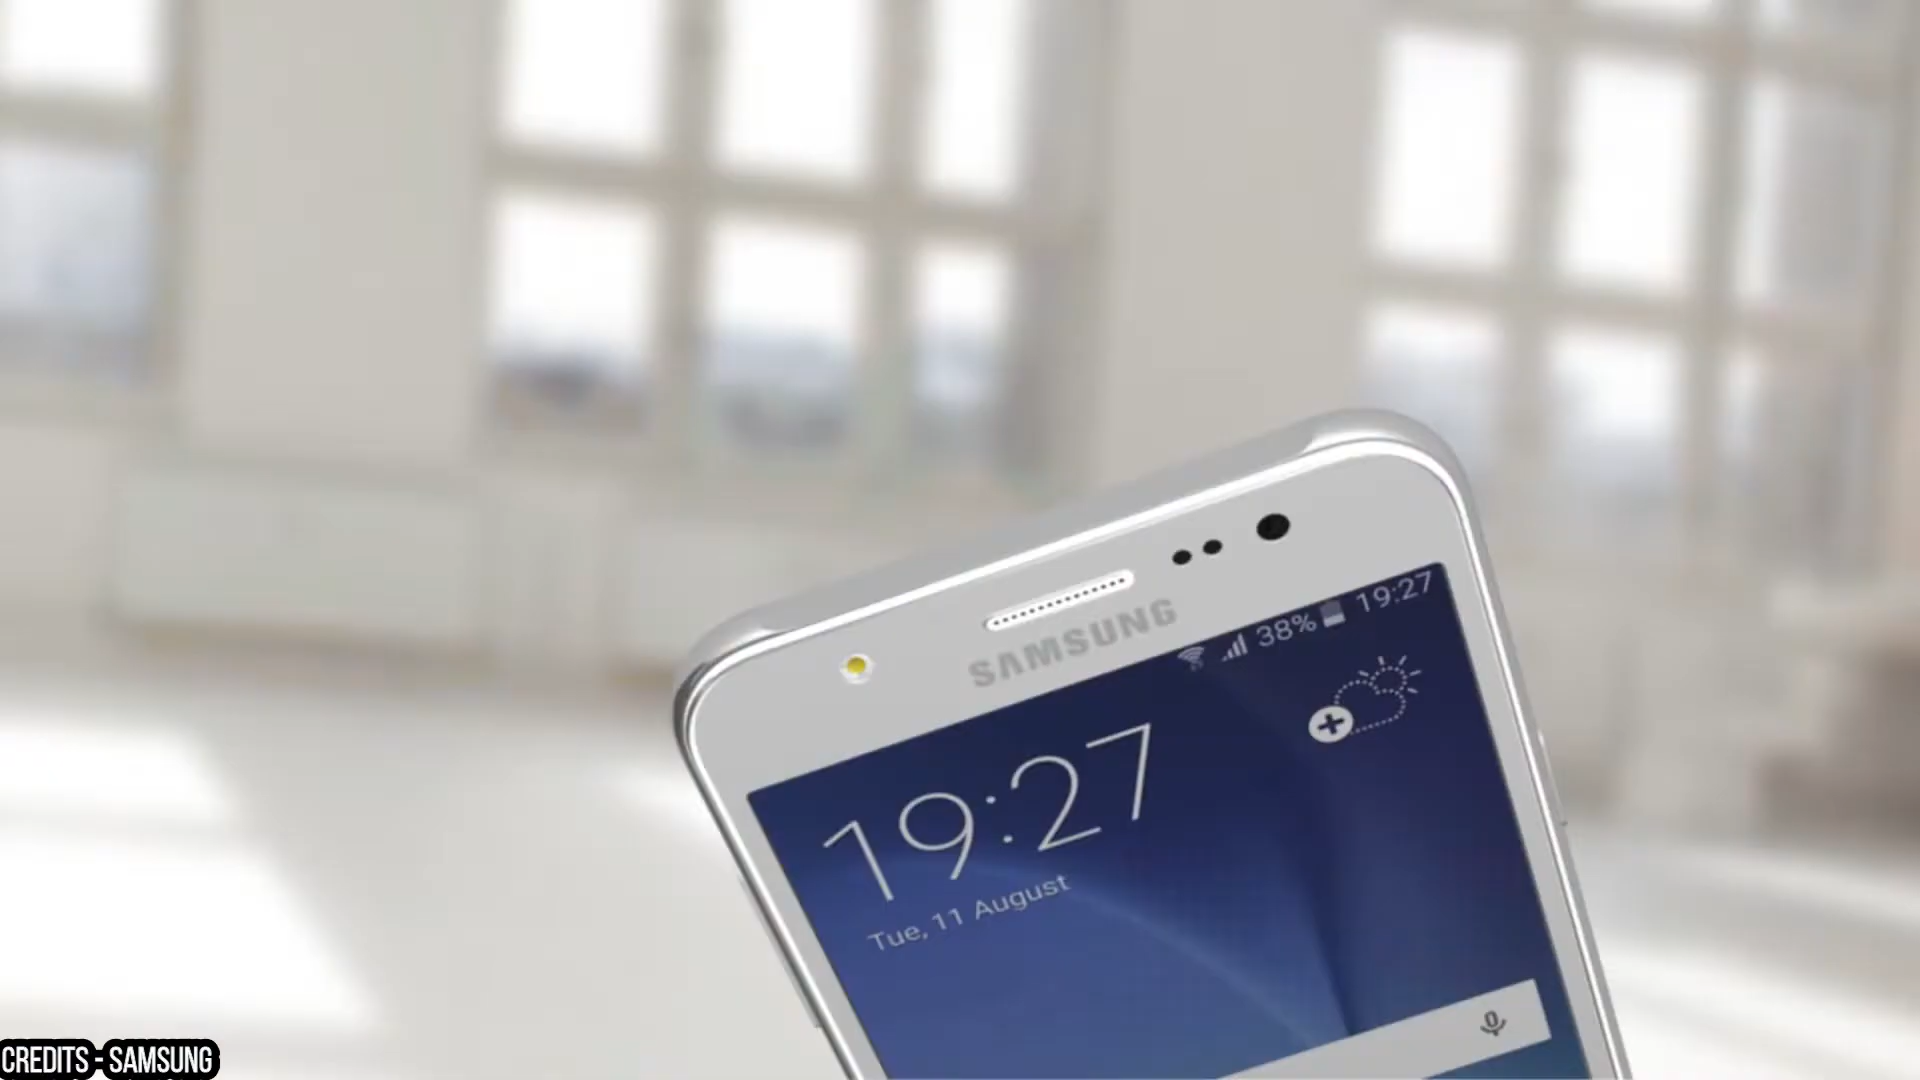 SAMSUNG
38% 19:27
19:27
Tue, 11 August
CREDITS - SAMSUNG